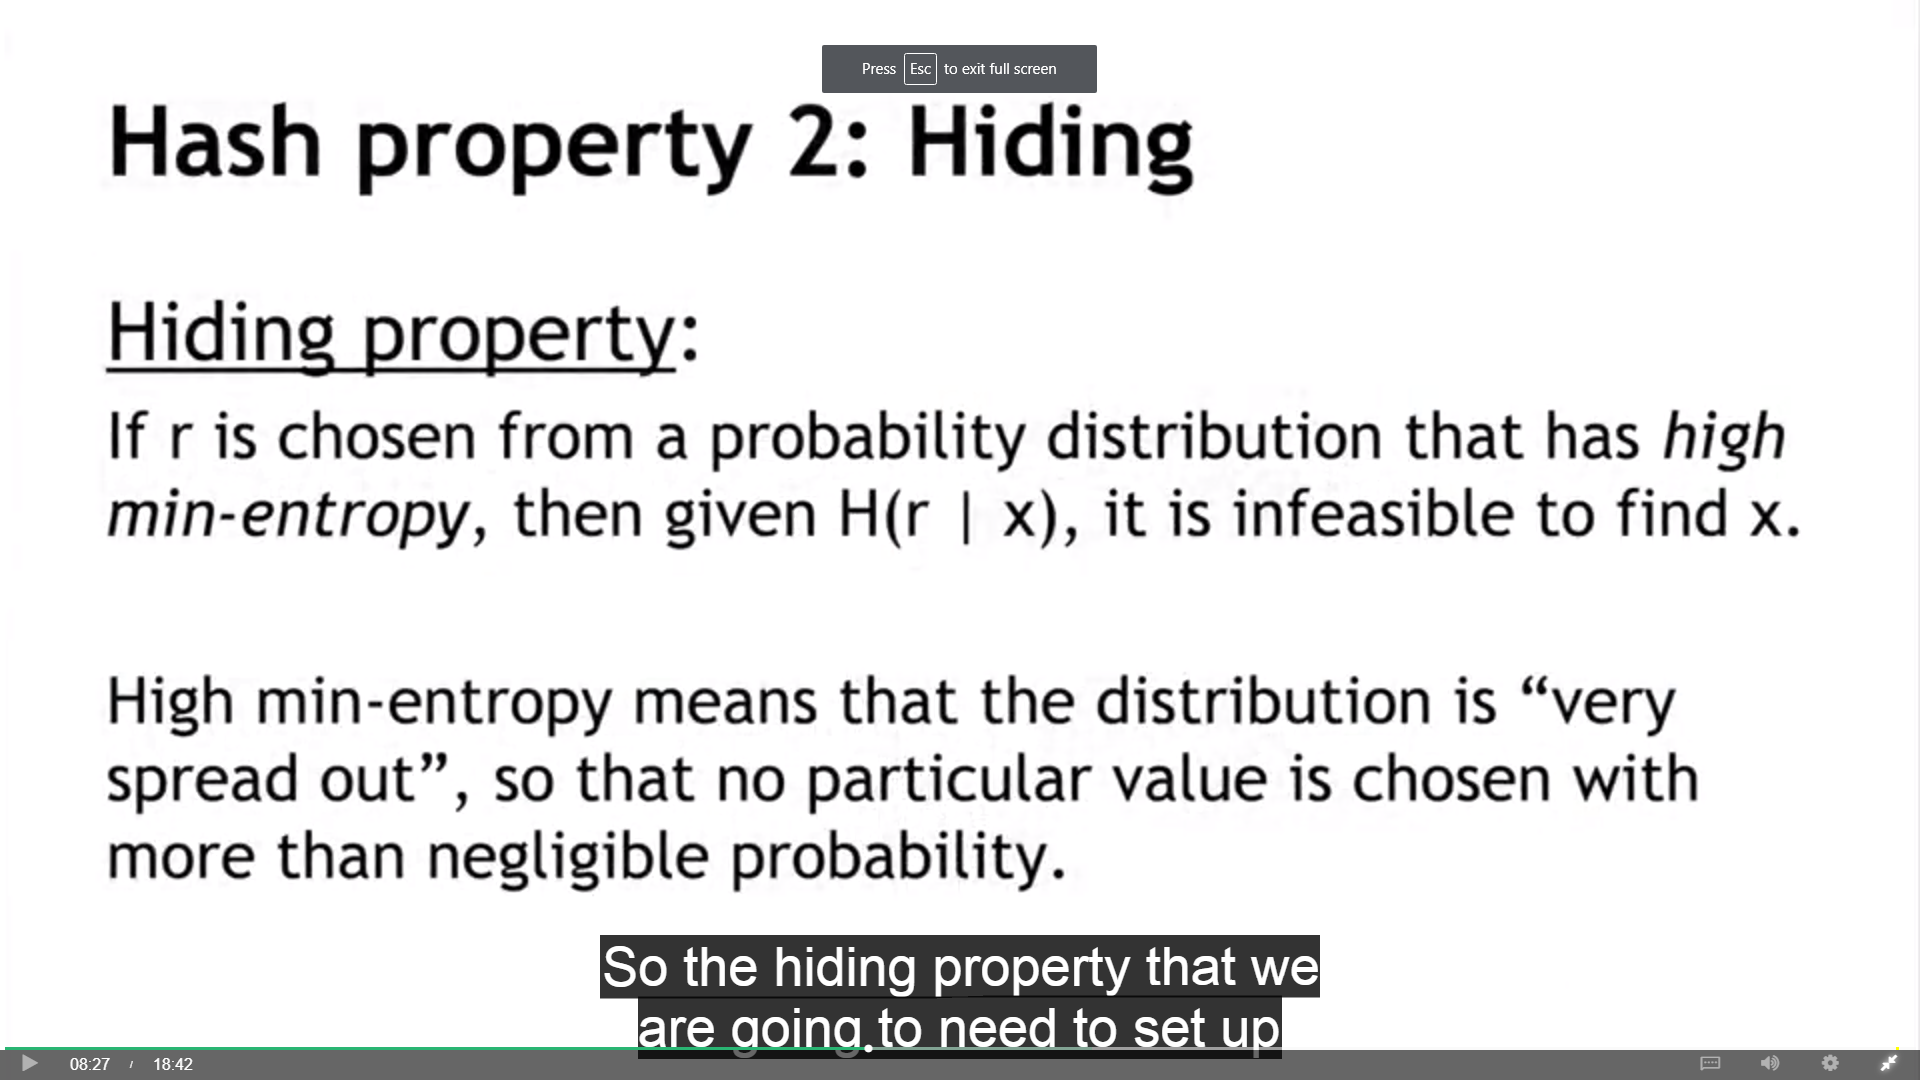 Press Esc to exit full screen
Hash property 2: Hiding
Hiding property:
If r is chosen from a probability distribution that has high
min-entropy, then given H(r | x), it is infeasible to find x.
High min-entropy means that the distribution is “very
spread out”, so that no particular value is chosen with
more than negligible probability.
So the hiding property that we
are going to need to set up
08:27 / 18:42